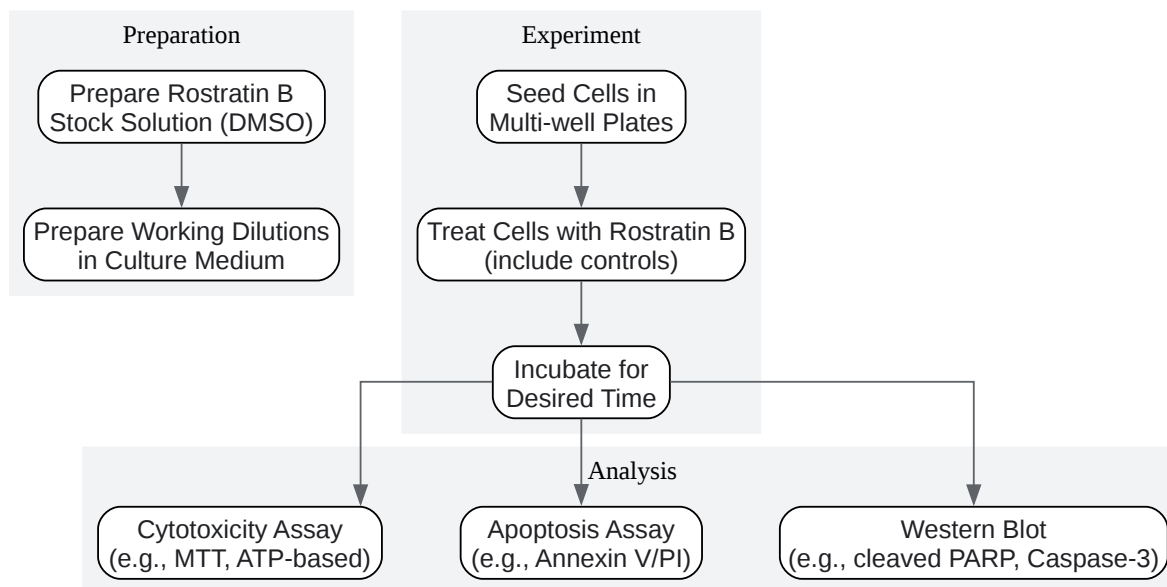 Preparation
Prepare Rostratin B
Stock Solution (DMSO)
Prepare Working Dilutions
in Culture Medium
Experiment
Seed Cells in
Multi-well Plates
Treat Cells with Rostratin B
(include controls)
Incubate for
Desired Time
Analysis
Cytotoxicity Assay
(e.g., MTT, ATP-based)
Apoptosis Assay
(e.g., Annexin V/PI)
Western Blot
(e.g., cleaved PARP, Caspase-3)